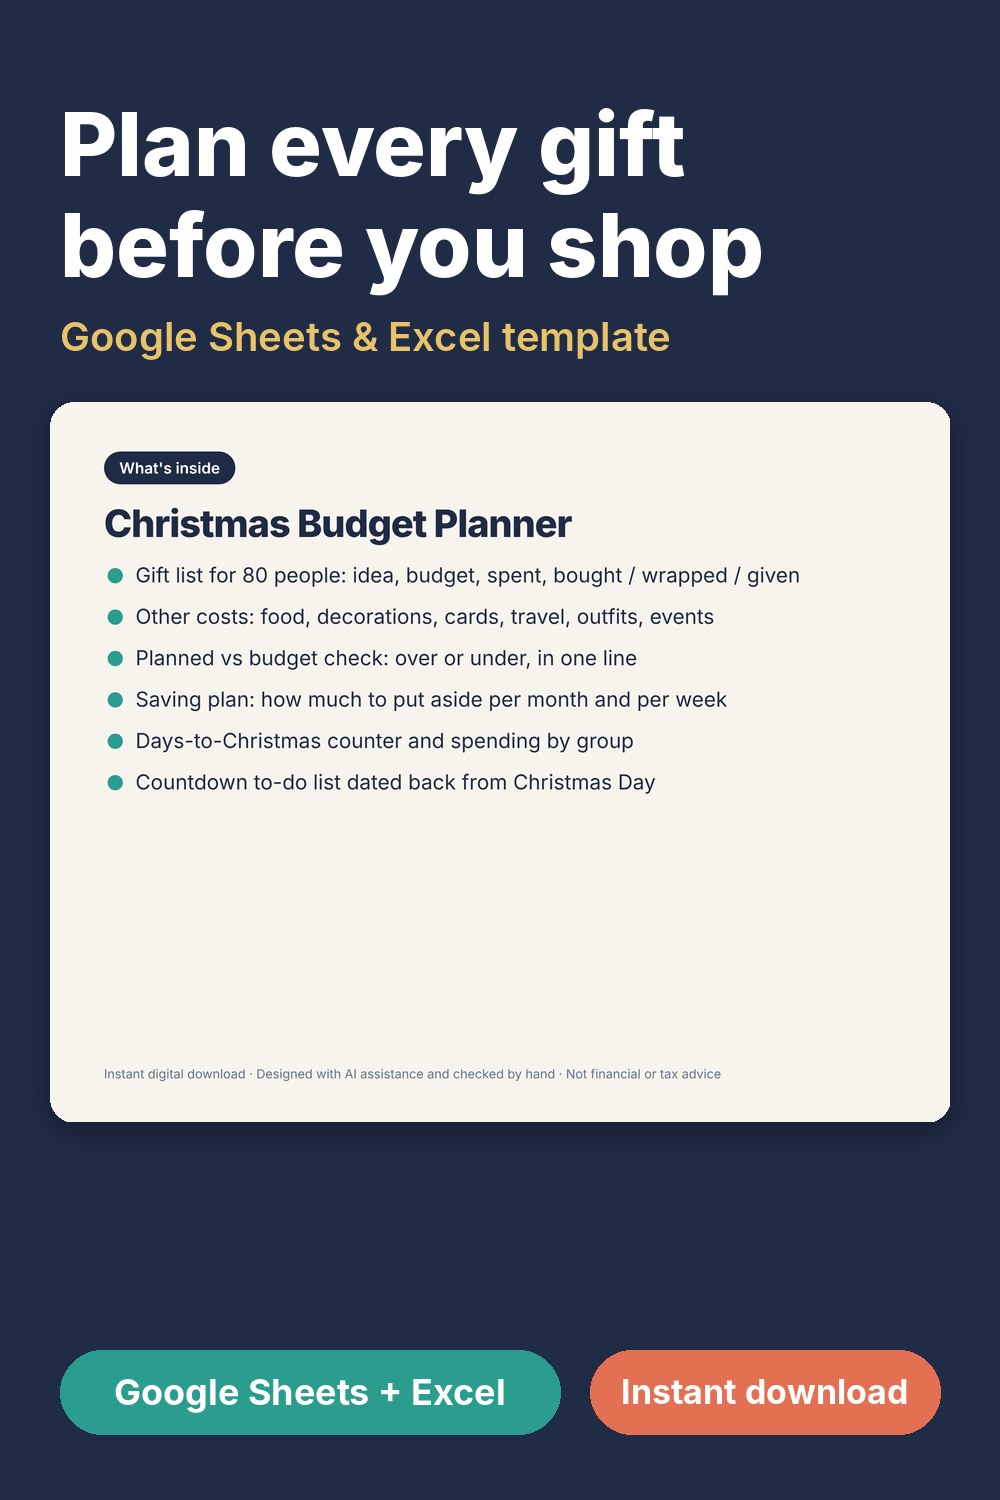 Plan every gift
before you shop
Google Sheets & Excel template
What's inside
Christmas Budget Planner
Gift list for 80 people: idea, budget, spent, bought / wrapped / given
Other costs: food, decorations, cards, travel, outfits, events
Planned vs budget check: over or under, in one line
Saving plan: how much to put aside per month and per week
Days-to-Christmas counter and spending by group
Countdown to-do list dated back from Christmas Day
Instant digital download · Designed with AI assistance and checked by hand · Not financial or tax advice
Google Sheets + Excel
Instant download